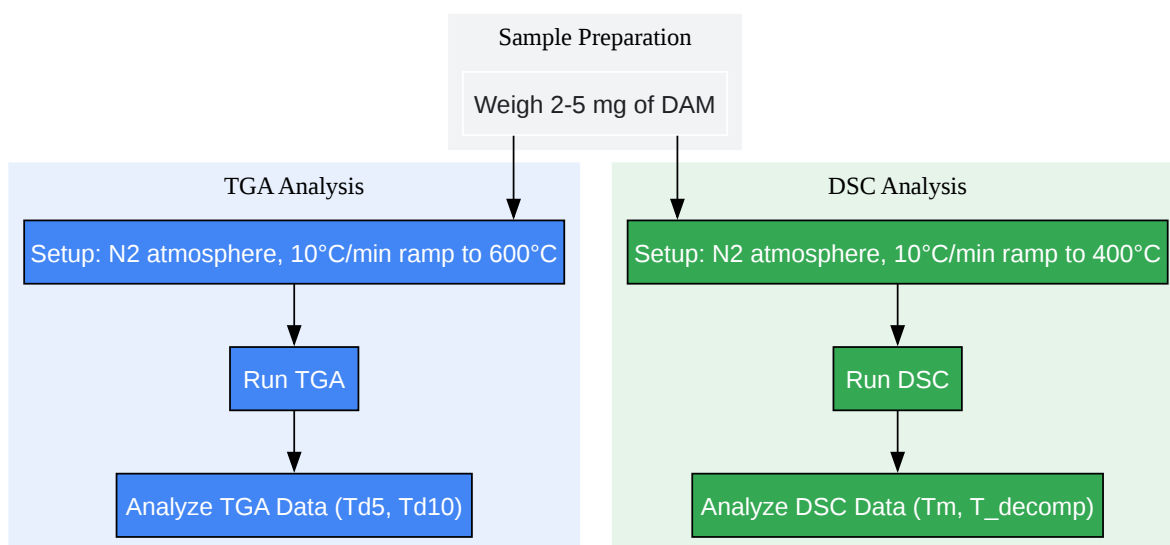 Sample Preparation
Weigh 2-5 mg of DAM
TGA Analysis
Setup: N2 atmosphere, 10°C/min ramp to 600°C
Run TGA
Analyze TGA Data (Td5, Td10)
DSC Analysis
Setup: N2 atmosphere, 10°C/min ramp to 400°C
Run DSC
Analyze DSC Data (Tm, T_decomp)